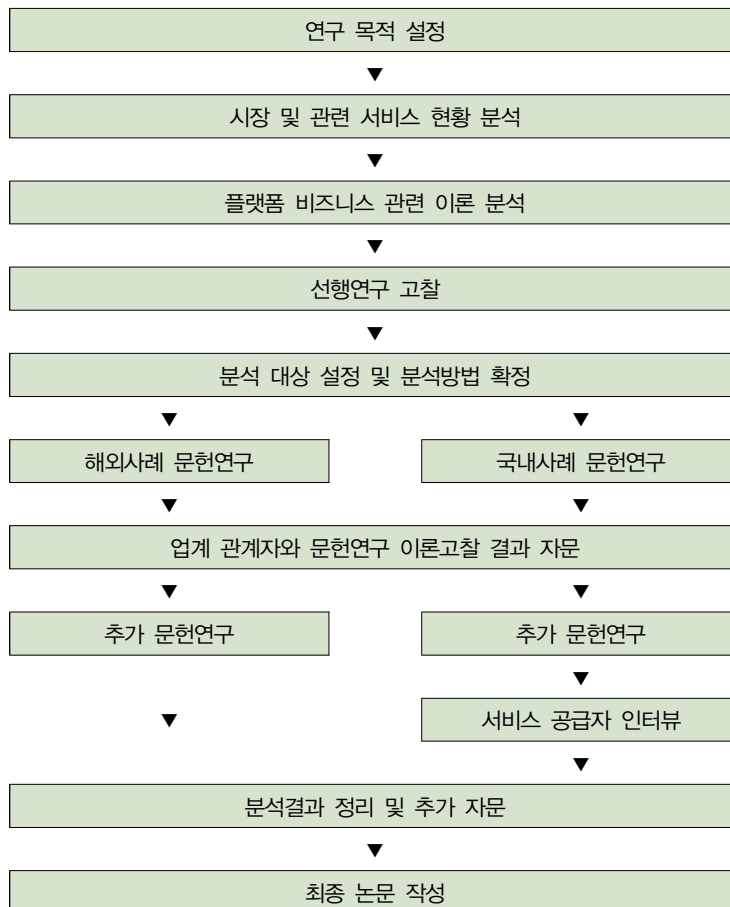 연구 목적 설정
▼
시장 및 관련 서비스 현황 분석
▼
플랫폼 비즈니스 관련 이론 분석
▼
선행연구 고찰
▼
분석 대상 설정 및 분석방법 확정
▼ ▼
해외사례 문헌연구 국내사례 문헌연구
▼ ▼
업계 관계자와 문헌연구 이론고찰 결과 자문
▼ ▼
추가 문헌연구 추가 문헌연구
▼
▼ 서비스 공급자 인터뷰
▼
분석결과 정리 및 추가 자문
▼
최종 논문 작성